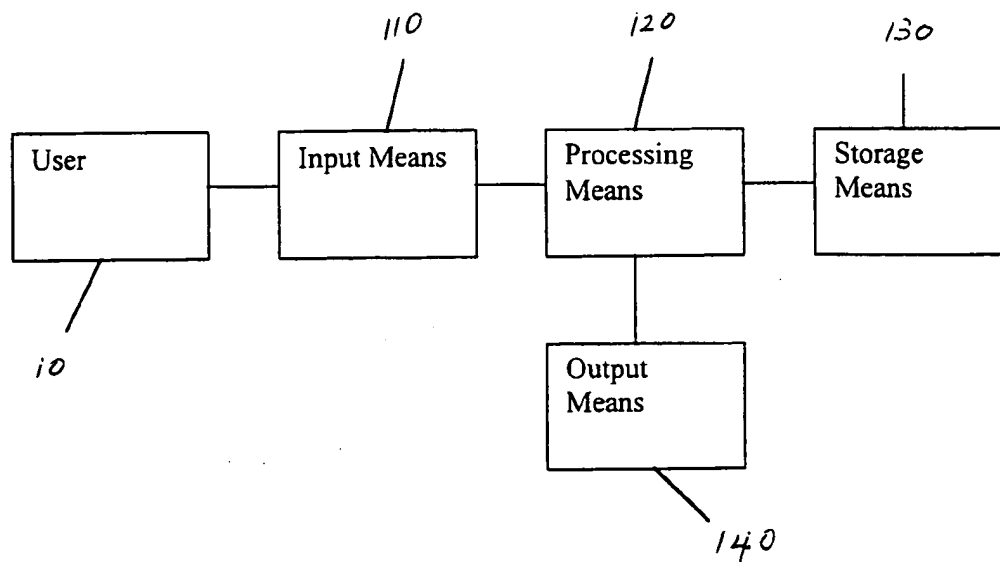 110
120
130
User
Input Means
Processing
Means
Storage
Means
10
Output
Means
140